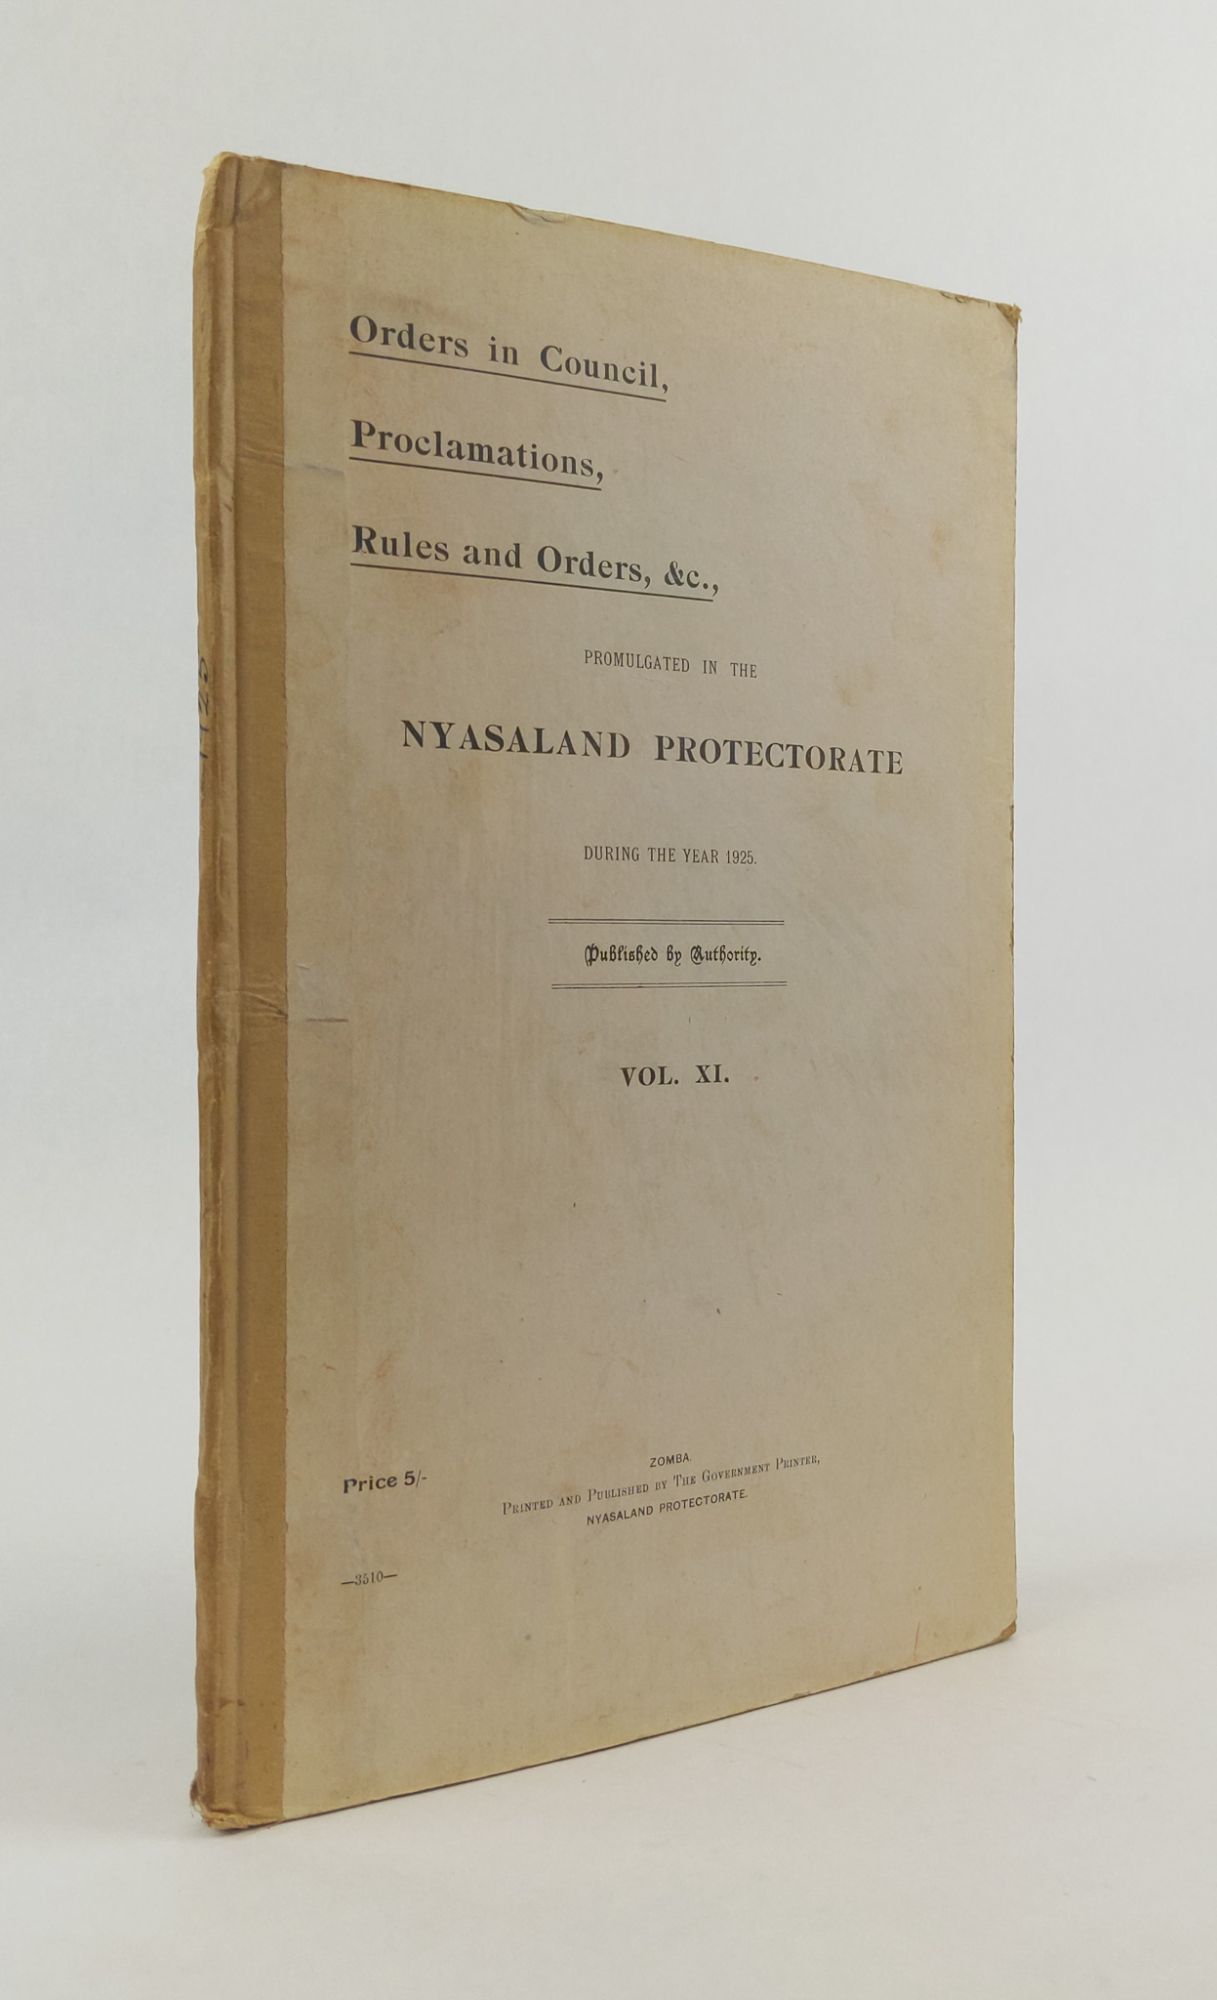 Orders in Council,
Proclamations,
Rules and Orders, &c.,
PROMULGATED IN THE
NYASALAND PROTECTORATE
DURING THE YEAR 1925.
Published by Authority.
VOL. XI.
ZOMBA.
Price 5/-
PRINTED AND PUBLISHED BY THE GOVERNMENT PRINTER,
NYASALAND PROTECTORATE.
—3510—